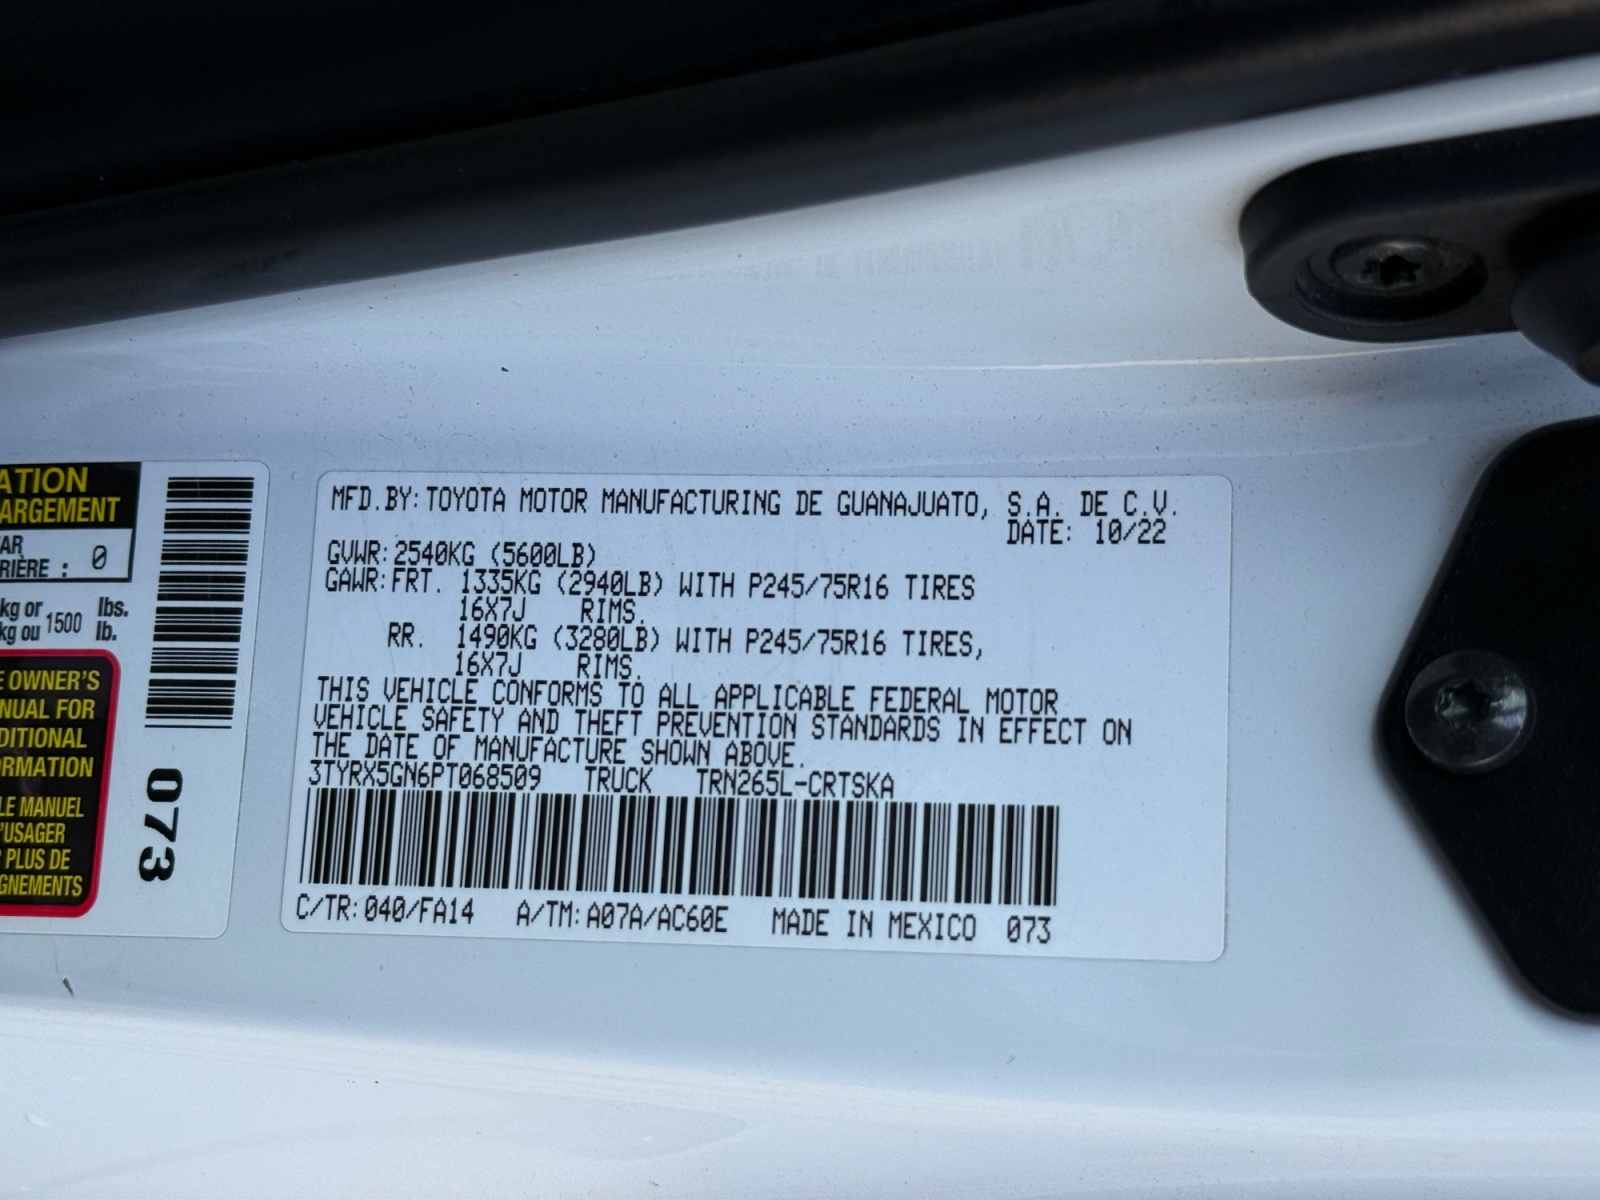 ATION
ARGEMENT
AR
RIÈRE : 0
kg or 1500 lbs.
kg ou lb.
E OWNER'S
NUAL FOR
DITIONAL
RMATION
LE MANUEL
'USAGER
PLUS DE
GNEMENTS
073
MFD.BY:TOYOTA MOTOR MANUFACTURING DE GUANAJUATO, S.A. DE C.V.
DATE: 10/22
GVWR:2540KG (5600LB)
GAWR:FRT. 1335KG (2940LB) WITH P245/75R16 TIRES
16X7J RIMS.
RR. 1490KG (3280LB) WITH P245/75R16 TIRES,
16X7J RIMS.
THIS VEHICLE CONFORMS TO ALL APPLICABLE FEDERAL MOTOR
VEHICLE SAFETY AND THEFT PREVENTION STANDARDS IN EFFECT ON
THE DATE OF MANUFACTURE SHOWN ABOVE.
3TYRX5GN6PT068509 TRUCK TRN265L-CRTSKA
C/TR:040/FA14 A/TM:A07A/AC60E MADE IN MEXICO 073